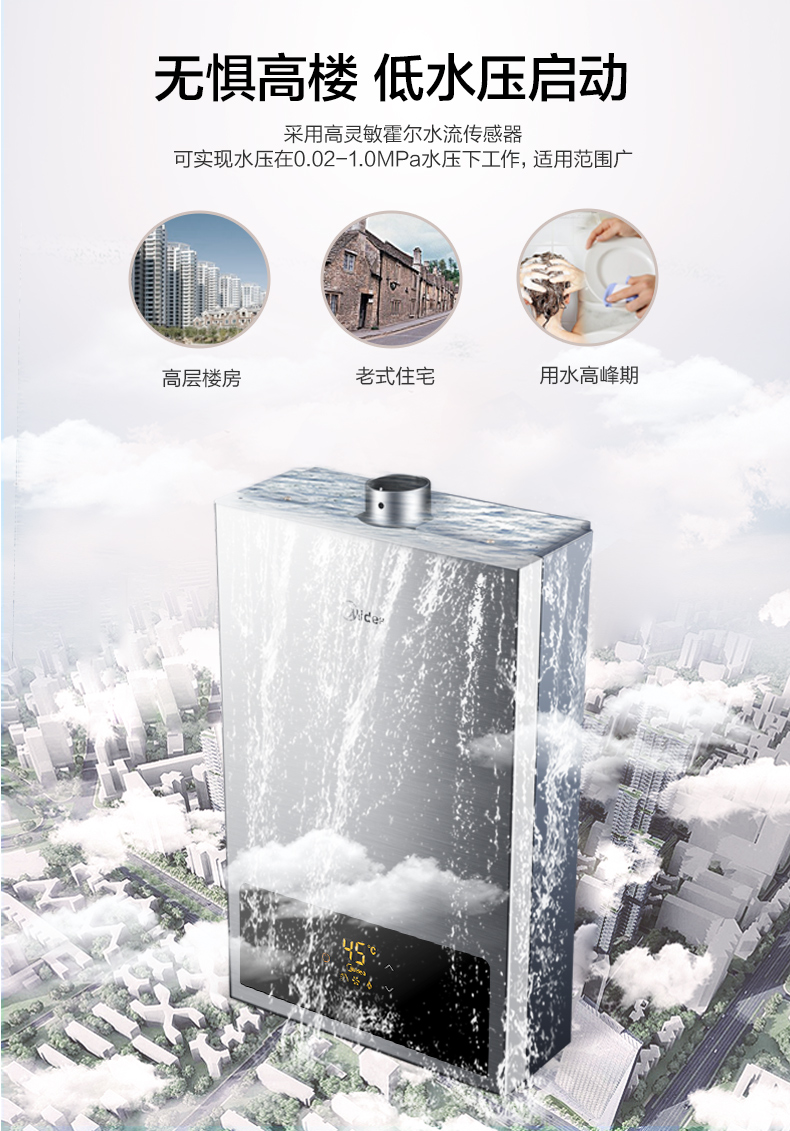 无惧高楼 低水压启动
采用高灵敏霍尔水流传感器
可实现水压在0.02-1.0MPa水压下工作, 适用范围广
高层楼房
老式住宅
用水高峰期
Midea
45℃